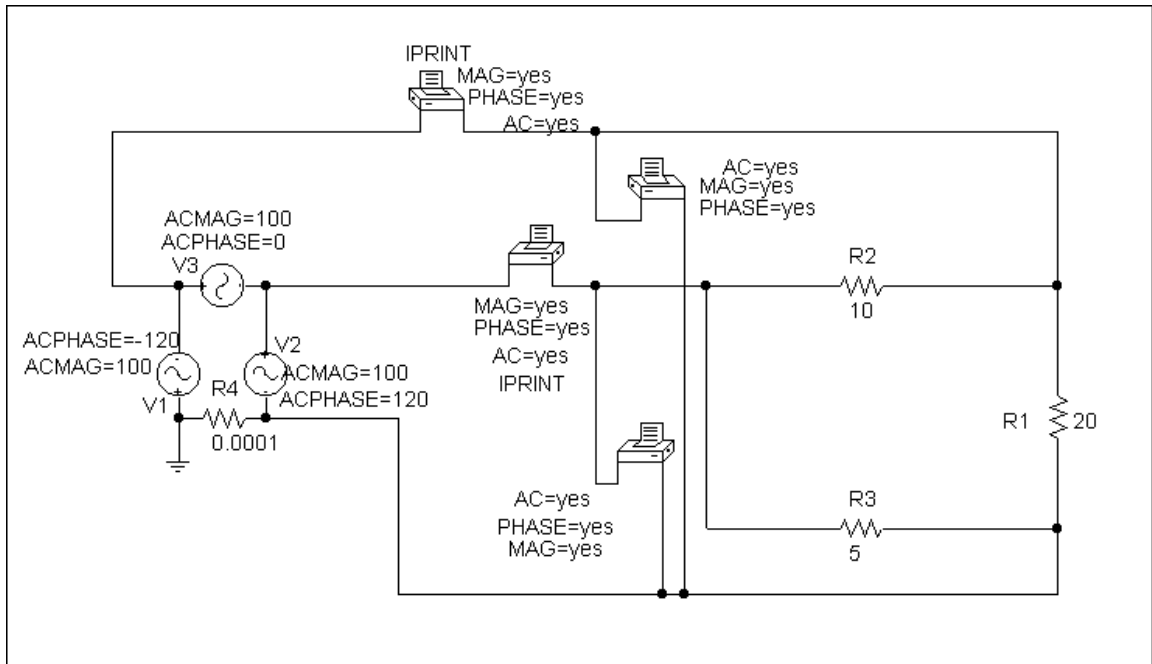 IPRINT
MAG=yes
PHASE=yes
AC=yes
AC=yes
MAG=yes
PHASE=yes
ACMAG=100
ACPHASE=0
V3
R2
10
MAG=yes
PHASE=yes
AC=yes
IPRINT
ACPHASE=-120
ACMAG=100
V1
V2
ACMAG=100
ACPHASE=120
R4
0.0001
R1
20
AC=yes
PHASE=yes
MAG=yes
R3
5